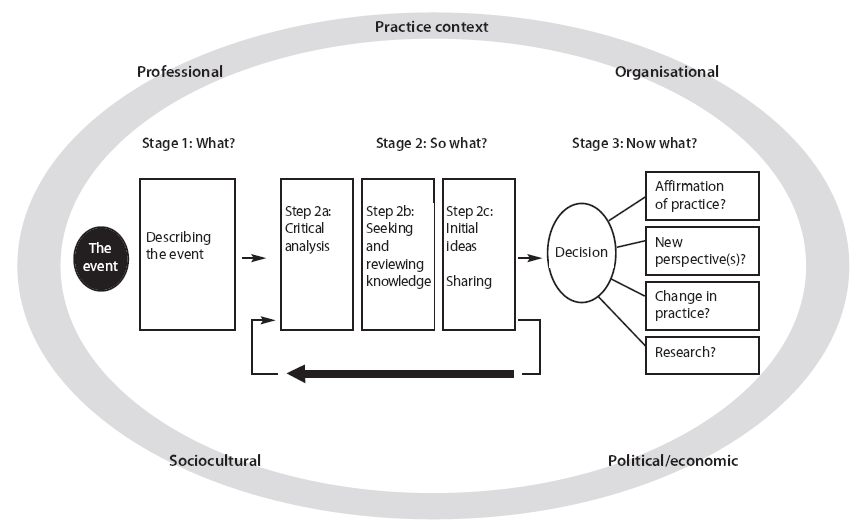 Practice context
Professional
Organisational
Stage 1: What?
Stage 2: So what?
Stage 3: Now what?
The
event
Describing
the event
Step 2a:
Critical
analysis
Step 2b:
Seeking
and
reviewing
knowledge
Step 2c:
Initial
ideas
Sharing
Decision
Affirmation
of practice?
New
perspective(s)?
Change in
practice?
Research?
Sociocultural
Political/economic